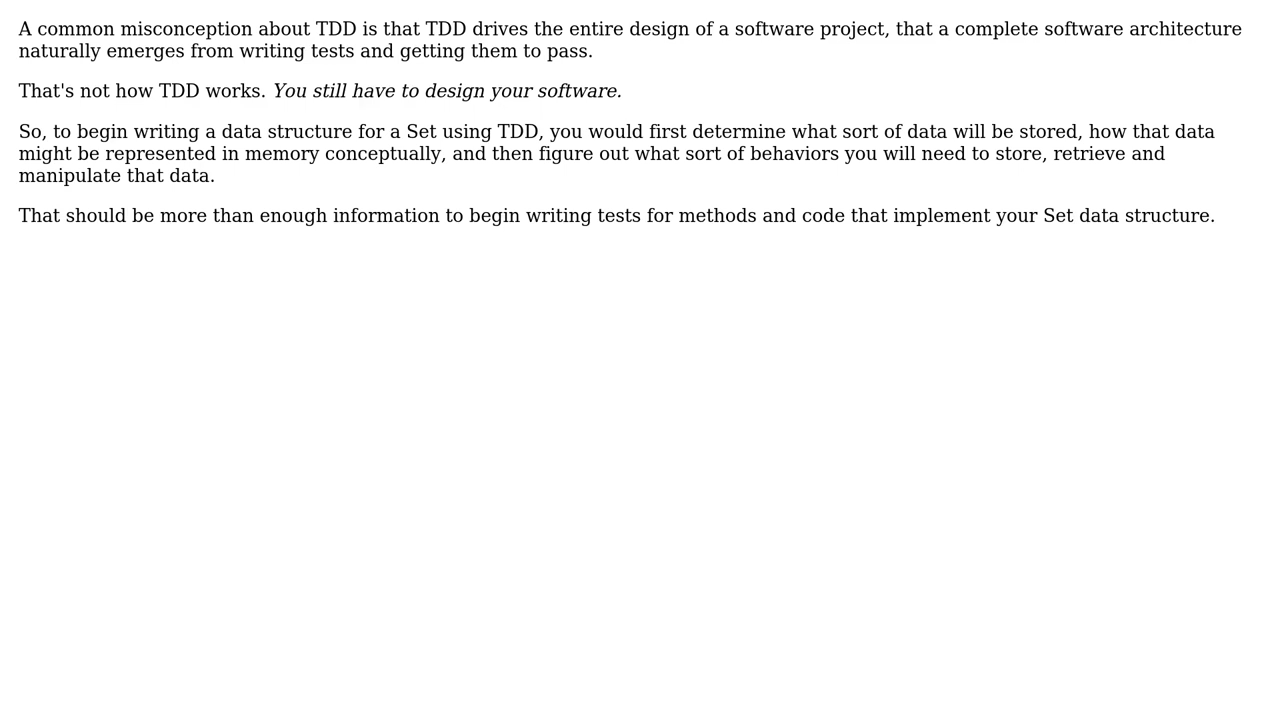 A common misconception about TDD is that TDD drives the entire design of a software project, that a complete software architecture
naturally emerges from writing tests and getting them to pass.
That's not how TDD works. You still have to design your software.
So, to begin writing a data structure for a Set using TDD, you would first determine what sort of data will be stored, how that data
might be represented in memory conceptually, and then figure out what sort of behaviors you will need to store, retrieve and
manipulate that data.
That should be more than enough information to begin writing tests for methods and code that implement your Set data structure.